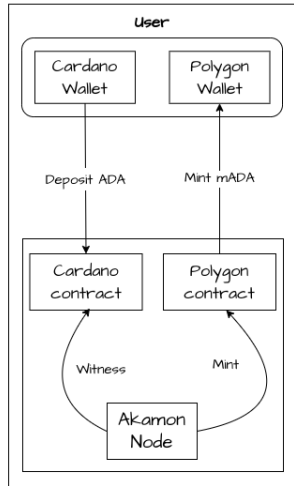 User
Cardano
Wallet
Polygon
Wallet
Deposit ADA
Mint mADA
Cardano
contract
Polygon
contract
Witness
Mint
Akamon
Node